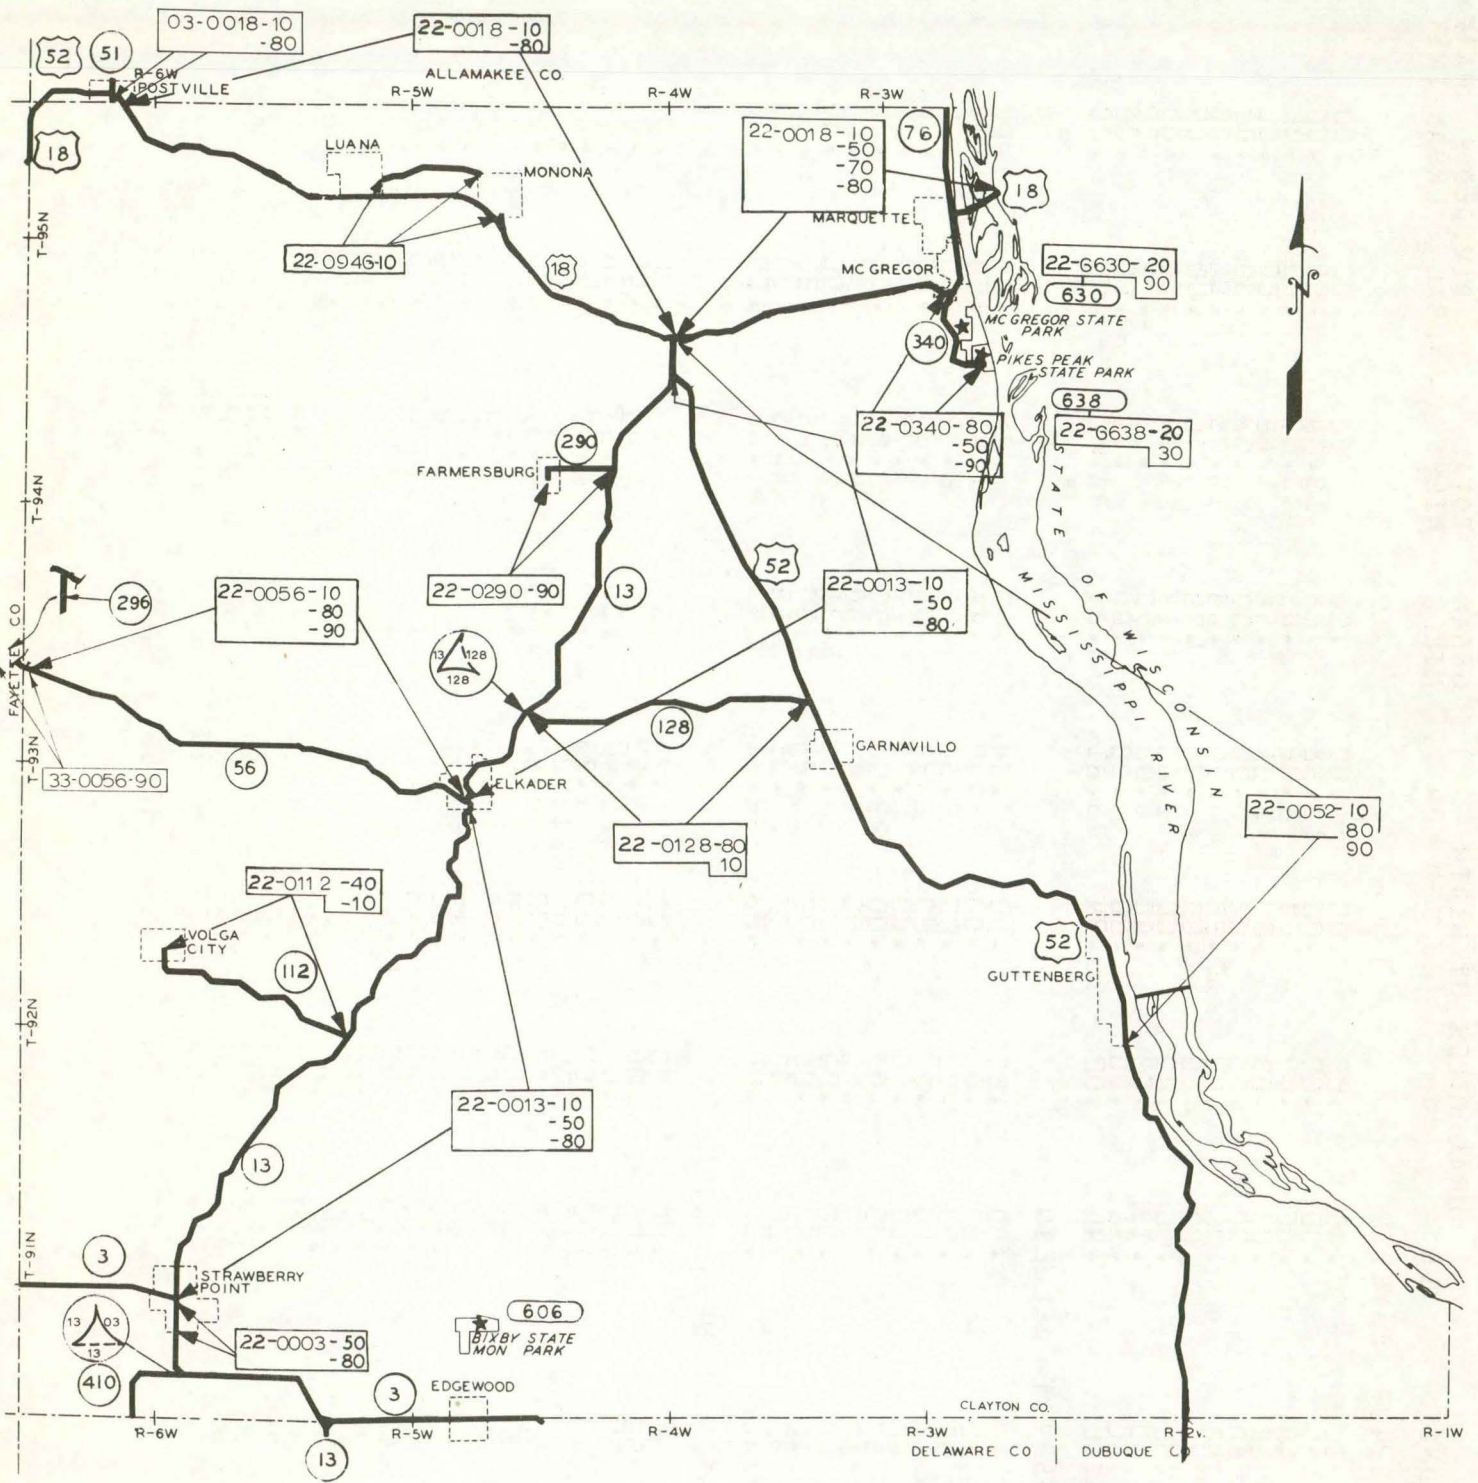 03-0018-10
-80
22-0018-10
-80
52
51
R-6W
POSTVILLE
ALLAMAKEE CO.
R-5W
R-4W
R-3W
18
LUANA
MONONA
22-0018-10
-50
-70
-80
76
18
MARQUETTE
T-95N
22-0946-10
18
MC GREGOR
22-G630-20
90
630
MC GREGOR STATE
PARK
340
PIKES PEAK
STATE PARK
638
22-G638-20
30
22-0340-80
-50
-90
290
FARMERSBURG
T-94N
STATE OF WISCONSIN
MISSISSIPPI RIVER
52
13
22-0290-90
22-0013-10
-50
-80
296
22-0056-10
-80
-90
FAYETTE CO
13 128
128
128
GARNAVILLO
T-93N
33-0056-90
56
ELKADER
22-0052-10
80
90
22-0128-80
10
22-0112-40
-10
VOLGA
CITY
112
52
GUTTENBERG
T-92N
22-0013-10
-50
-80
13
T-91N
3
STRAWBERRY
POINT
606
BIXBY STATE
MON PARK
13 03
13
22-0003-50
-80
410
3
EDGEWOOD
CLAYTON CO.
R-6W
R-5W
R-4W
R-3W
R-1W
13
DELAWARE CO
DUBUQUE CO